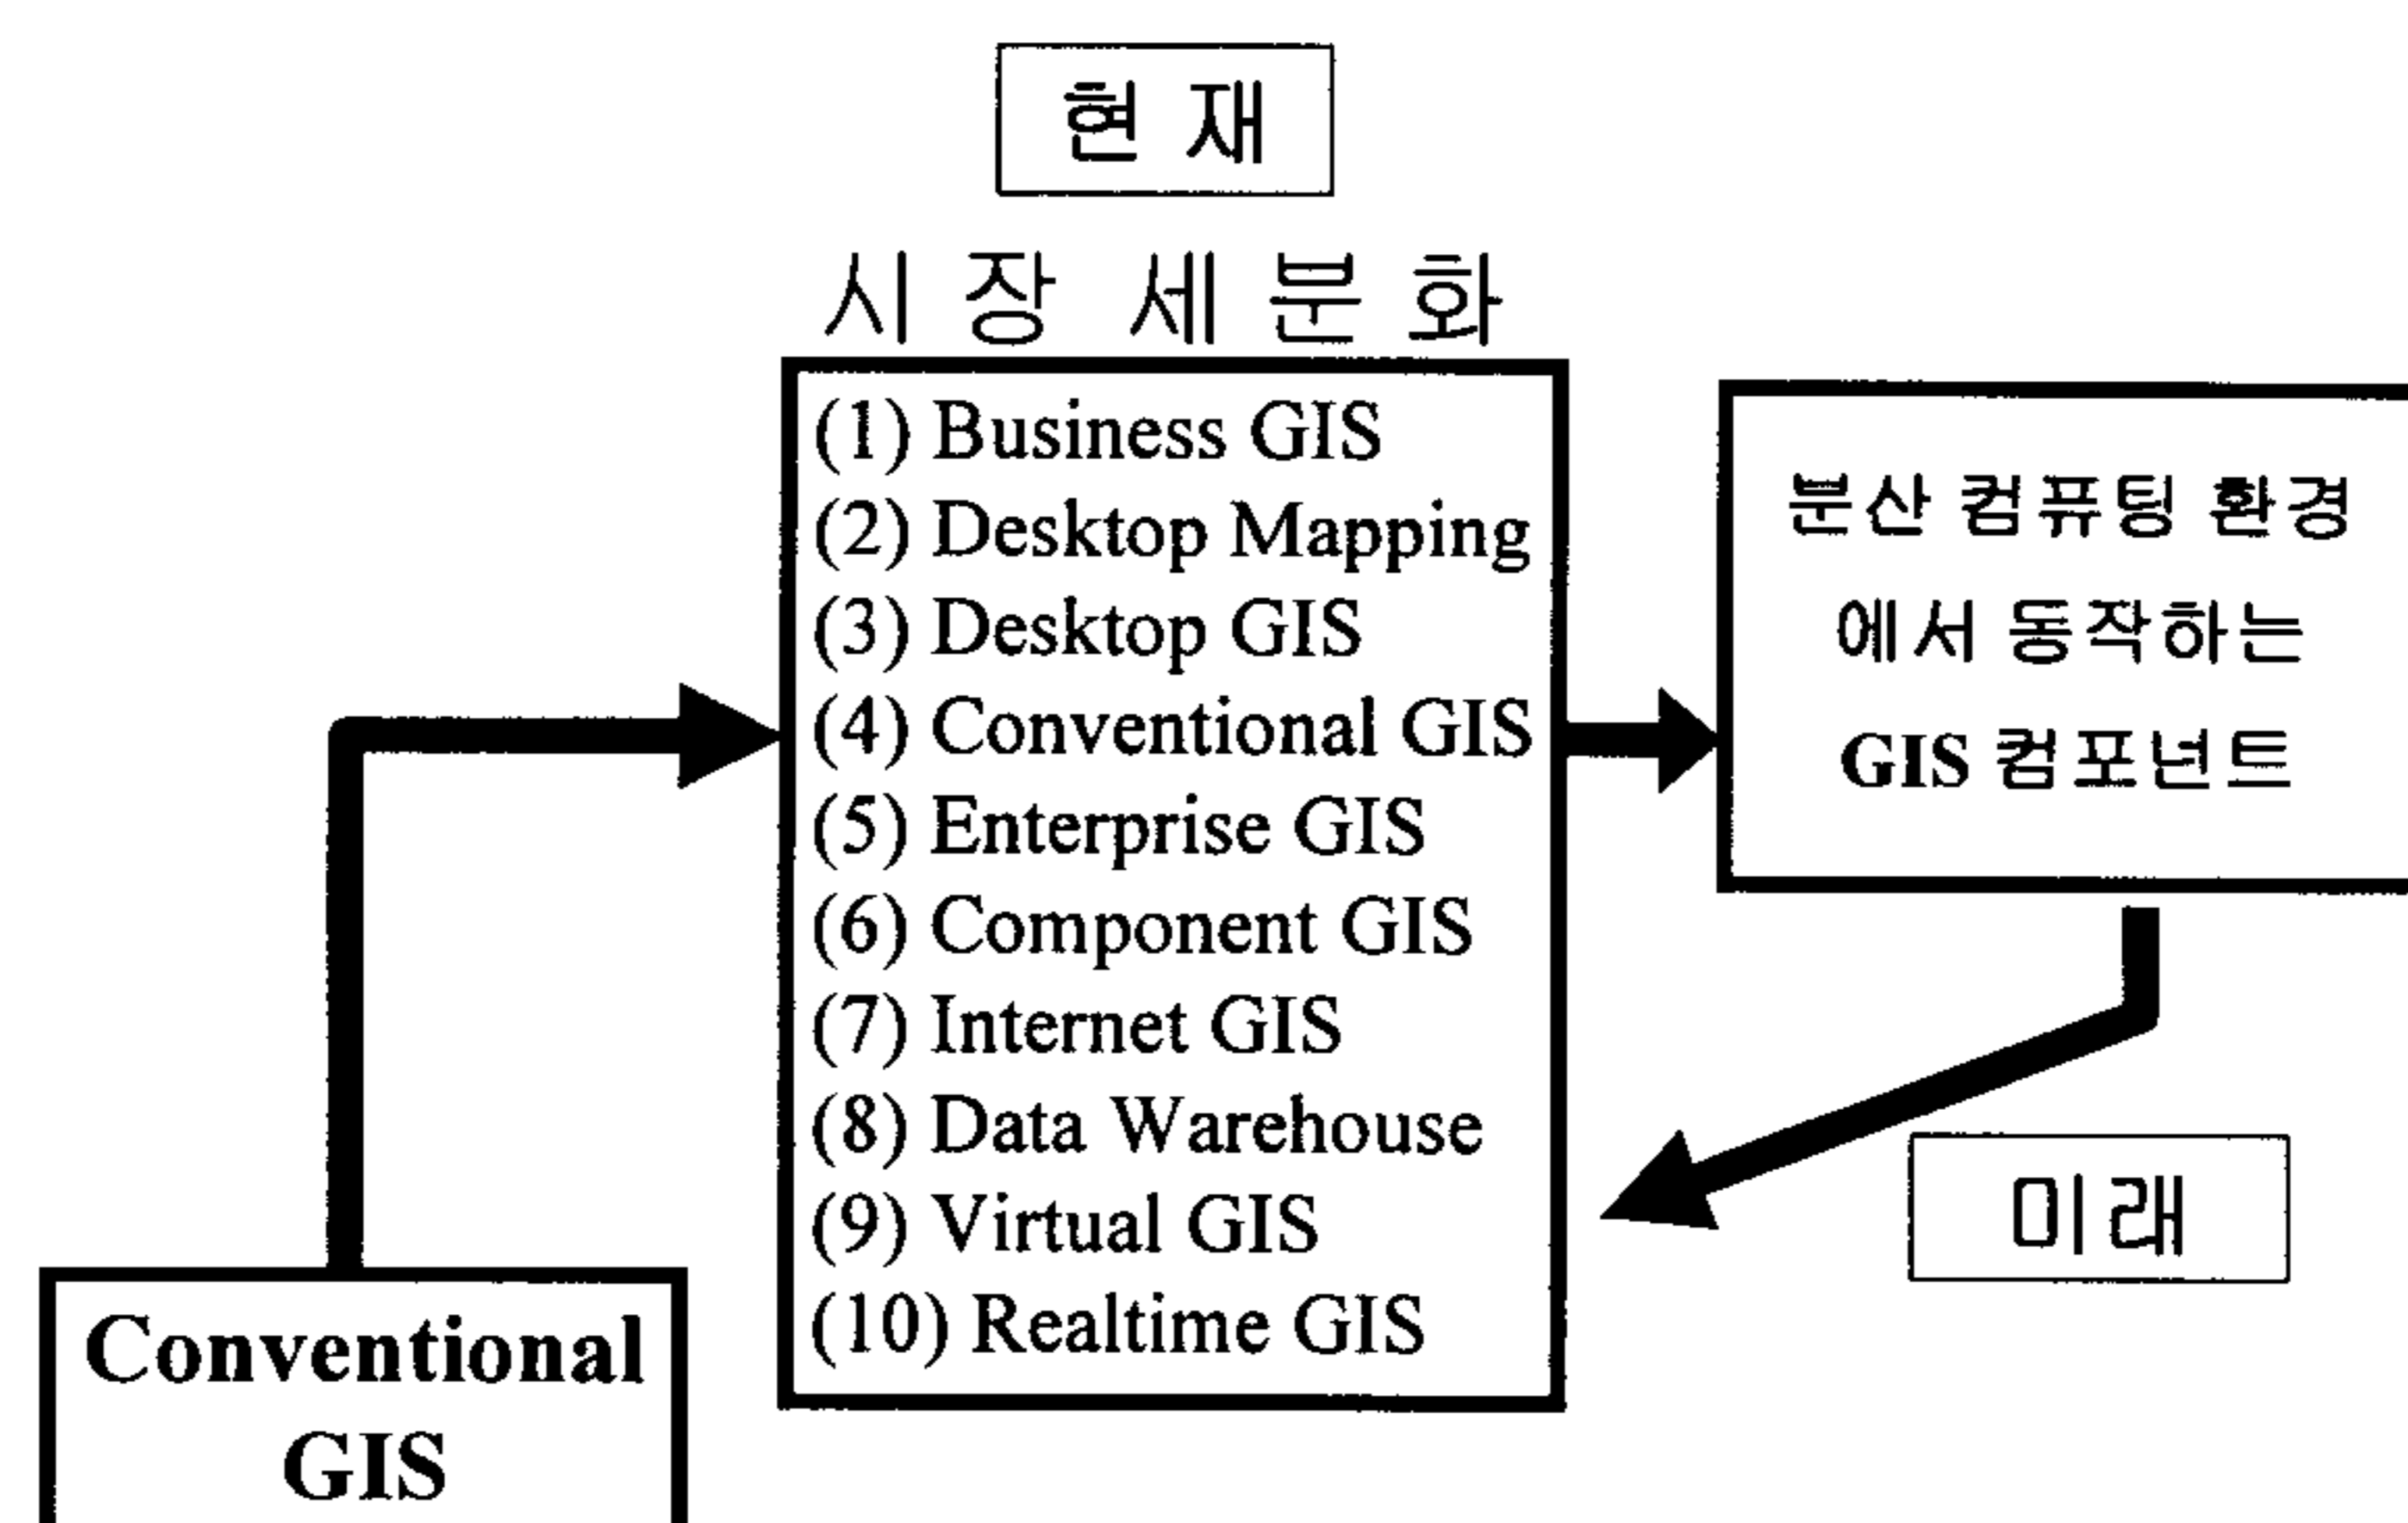 현 재
시 장 세 분 화
(1) Business GIS
(2) Desktop Mapping
(3) Desktop GIS
(4) Conventional GIS
(5) Enterprise GIS
(6) Component GIS
(7) Internet GIS
(8) Data Warehouse
(9) Virtual GIS
(10) Realtime GIS
분산 컴퓨팅 환경
에서 동작하는
GIS 컴포넌트
미래
Conventional
GIS